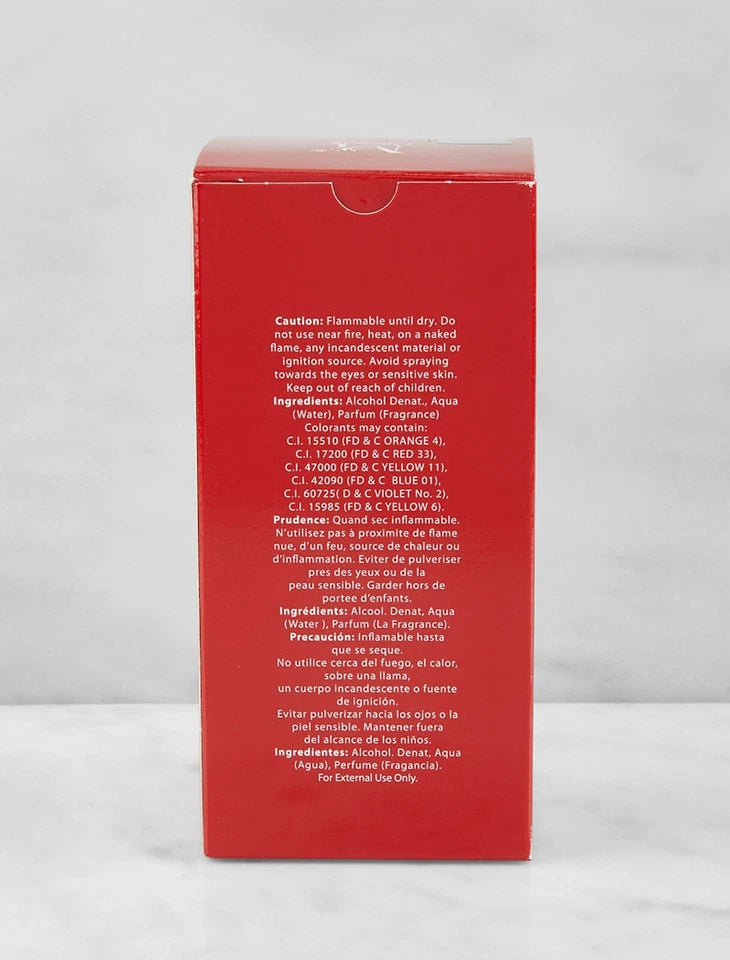 Caution: Flammable until dry. Do
not use near fire, heat, on a naked
flame, any incandescent material or
ignition source. Avoid spraying
towards the eyes or sensitive skin.
Keep out of reach of children.
Ingredients: Alcohol Denat., Aqua
(Water), Parfum (Fragrance)
Colorants may contain:
C.I. 15510 (FD & C ORANGE 4),
C.I. 17200 (FD & C RED 33),
C.I. 47000 (FD & C YELLOW 11),
C.I. 42090 (FD & C BLUE 01),
C.I. 60725( D & C VIOLET No. 2),
C.I. 15985 (FD & C YELLOW 6).
Prudence: Quand sec inflammable.
N'utilisez pas à proximite de flame
nue, d'un feu, source de chaleur ou
d'inflammation. Eviter de pulveriser
pres des yeux ou de la
peau sensible. Garder hors de
portee d'enfants.
Ingrédients: Alcool. Denat, Aqua
(Water ), Parfum (La Fragrance).
Precaución: Inflamable hasta
que se seque.
No utilice cerca del fuego, el calor,
sobre una llama,
un cuerpo incandescente o fuente
de ignición.
Evitar pulverizar hacia los ojos o la
piel sensible. Mantener fuera
del alcance de los niños.
Ingredientes: Alcohol. Denat, Aqua
(Agua), Perfume (Fragancia).
For External Use Only.